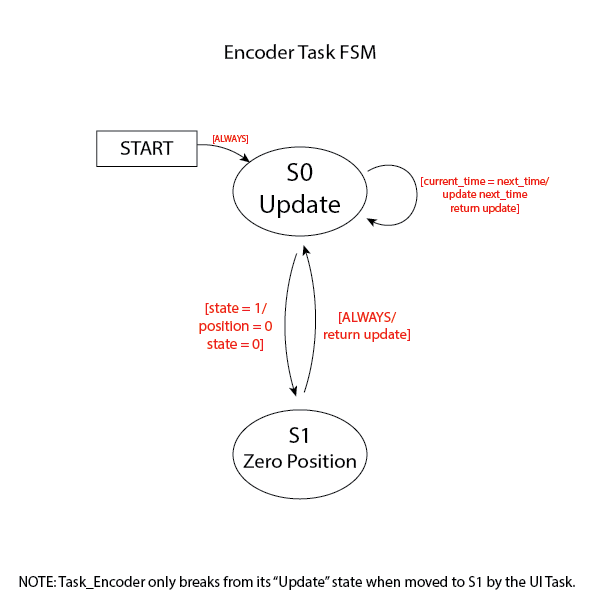 Encoder Task FSM
START
[ALWAYS]
S0
Update
[current_time = next_time/
update next_time
return update]
[state = 1/
position = 0
state = 0]
[ALWAYS/
return update]
S1
Zero Position
NOTE: Task_Encoder only breaks from its “Update” state when moved to S1 by the UI Task.